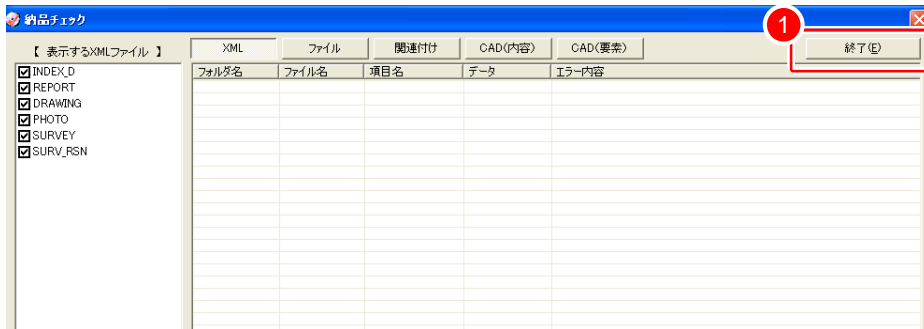 納品チェック
1
【 表示するXMLファイル 】
XML ファイル 関連付け CAD(内容) CAD(要素) 終了(E)
フォルダ名 ファイル名 項目名 データ エラー内容
INDEX_D
REPORT
DRAWING
PHOTO
SURVEY
SURV_RSN